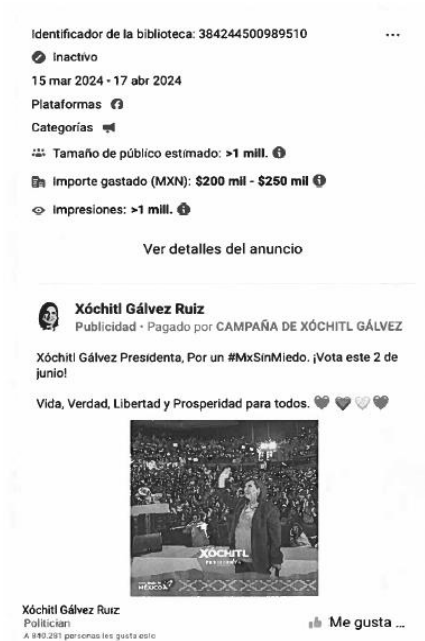 Identificador de la biblioteca: 384244500989510
Inactivo
15 mar 2024 - 17 abr 2024
Plataformas
Categorías
Tamaño de público estimado: >1 mill.
Importe gastado (MXN): $200 mil - $250 mil
Impresiones: >1 mill.
Ver detalles del anuncio
Xóchitl Gálvez Ruiz
Publicidad · Pagado por CAMPAÑA DE XÓCHITL GÁLVEZ
Xóchitl Gálvez Presidenta, Por un #MxSinMiedo. ¡Vota este 2 de
junio!
Vida, Verdad, Libertad y Prosperidad para todos.
XÓCHITL
PRESIDENTA
MÉXICO
Xóchitl Gálvez Ruiz
Politician
A 840.281 personas les gusta esto
Me gusta ...